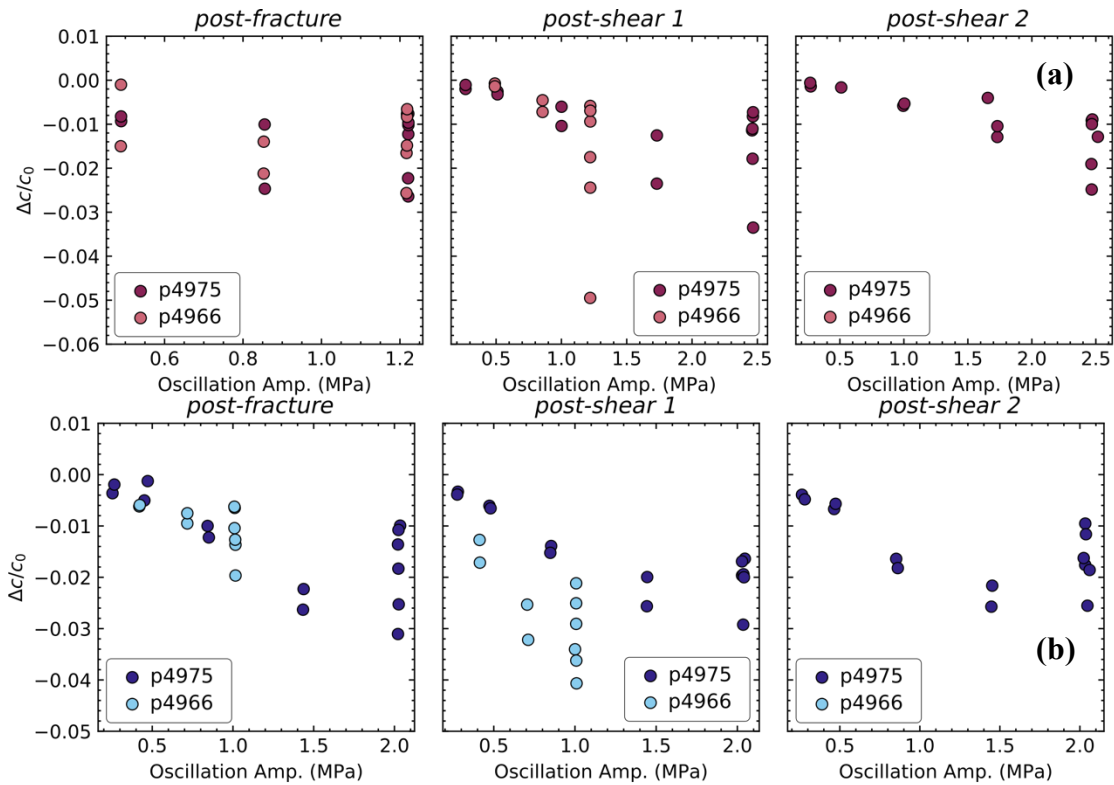 post-fracture post-shear 1 post-shear 2
0.01
(a)
0.00
−0.01
−0.02
Δc/c0
−0.03
−0.04
p4975 p4975 p4975
−0.05
p4966 p4966 p4966
−0.06
0.6 0.8 1.0 1.2 0.5 1.0 1.5 2.0 2.5 0.5 1.0 1.5 2.0 2.5
Oscillation Amp. (MPa) Oscillation Amp. (MPa) Oscillation Amp. (MPa)
post-fracture post-shear 1 post-shear 2
0.01
0.00
−0.01
−0.02
Δc/c0
−0.03
(b)
−0.04
p4975 p4975 p4975
p4966 p4966 p4966
−0.05
0.5 1.0 1.5 2.0 0.5 1.0 1.5 2.0 0.5 1.0 1.5 2.0
Oscillation Amp. (MPa) Oscillation Amp. (MPa) Oscillation Amp. (MPa)